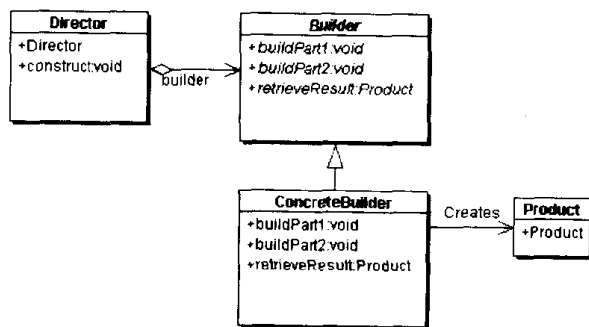 Director
+Director
+construct:void
builder
Builder
+buildPart1:void
+buildPart2:void
+retrieveResult:Product
ConcreteBuilder
+buildPart1:void
+buildPart2:void
+retrieveResult:Product
Creates
Product
+Product